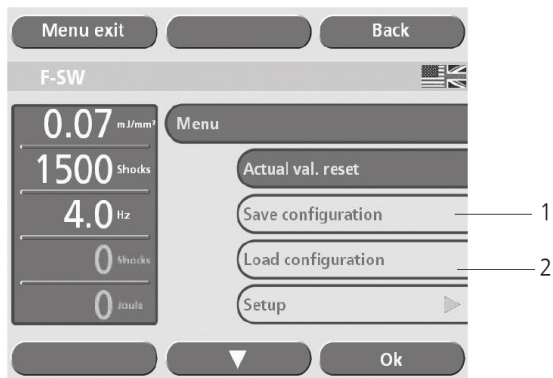 Menu exit
Back
F-SW
0.07 mJ/mm²
Menu
1500 Shocks
Actual val. reset
4.0 Hz
Save configuration
1
0 Shocks
Load configuration
2
0 Joule
Setup
Ok